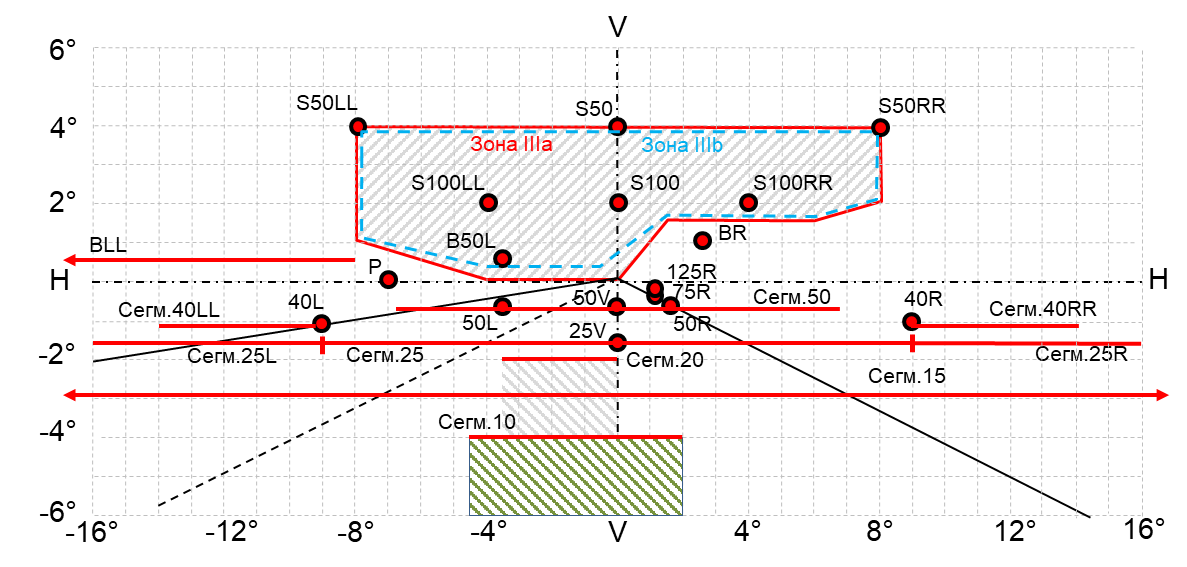 V
6°
S50LL
S50
S50RR
4°
Зона IIIa
Зона IIIb
S100LL
S100
S100RR
2°
BR
BLL
B50L
H
P
125R
H
75R
40L
50V
Сегм.50
40R
Сегм.40LL
Сегм.40RR
50L
50R
25V
-2°
Сегм.25L
Сегм.25
Сегм.20
Сегм.25R
Сегм.15
-4°
Сегм.10
-6°
-16°
-12°
-8°
-4°
V
4°
8°
12°
16°